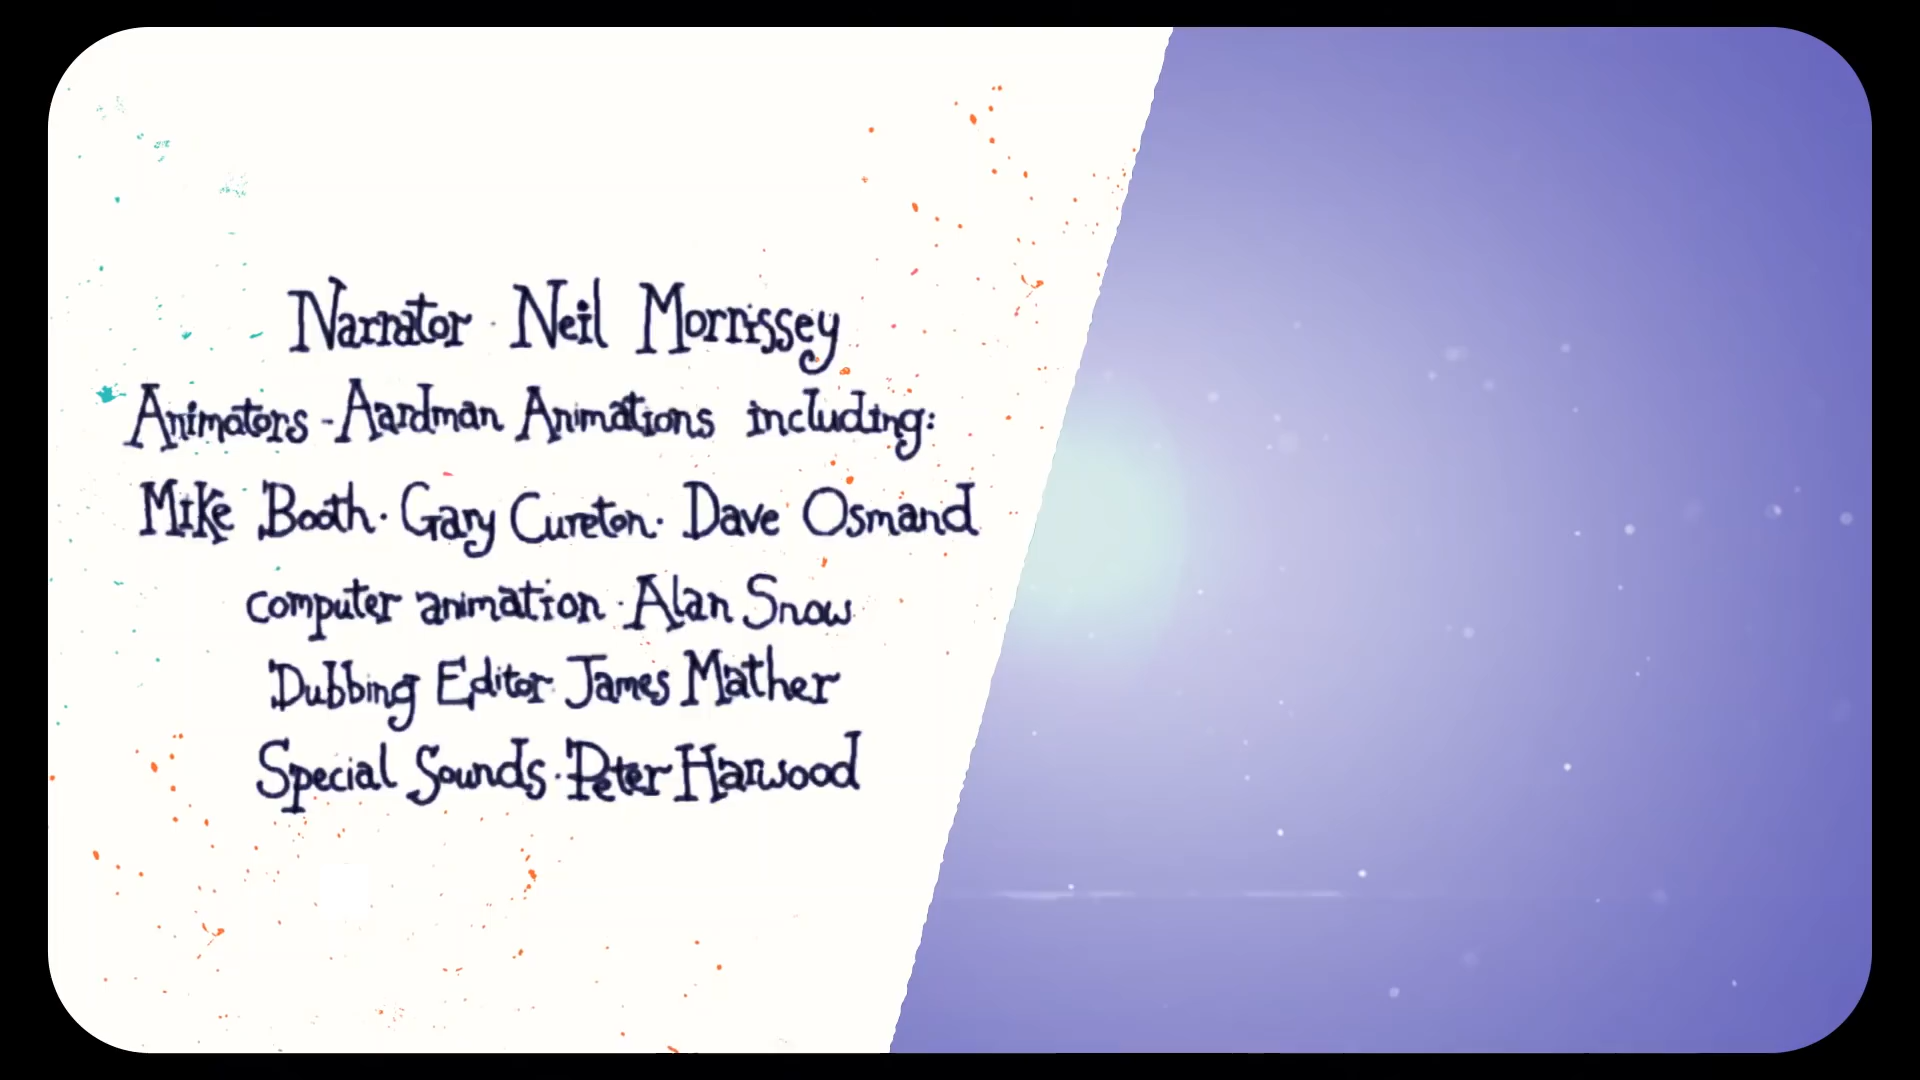 Narrator · Neil Morrissey
Animators - Aardman Animations including:
Mike Booth · Gary Cureton · Dave Osmand
computer animation · Alan Snow
Dubbing Editor James Mather
Special Sounds · Peter Harwood